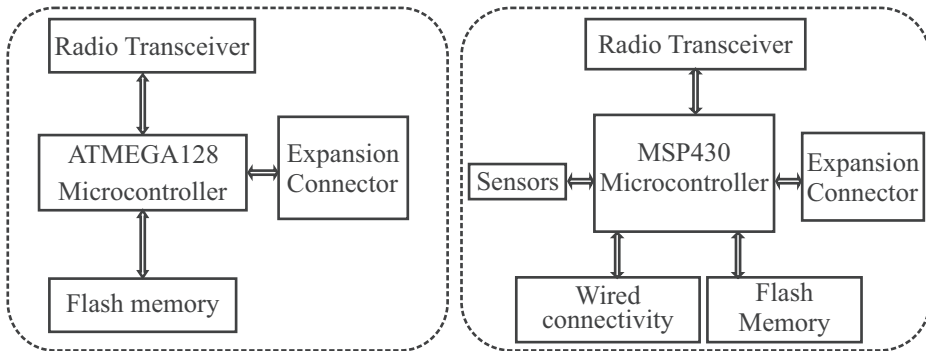 Radio Transceiver
ATMEGA128
Microcontroller
Expansion
Connector
Flash memory
Radio Transceiver
MSP430
Microcontroller
Sensors
Expansion
Connector
Wired
connectivity
Flash
Memory